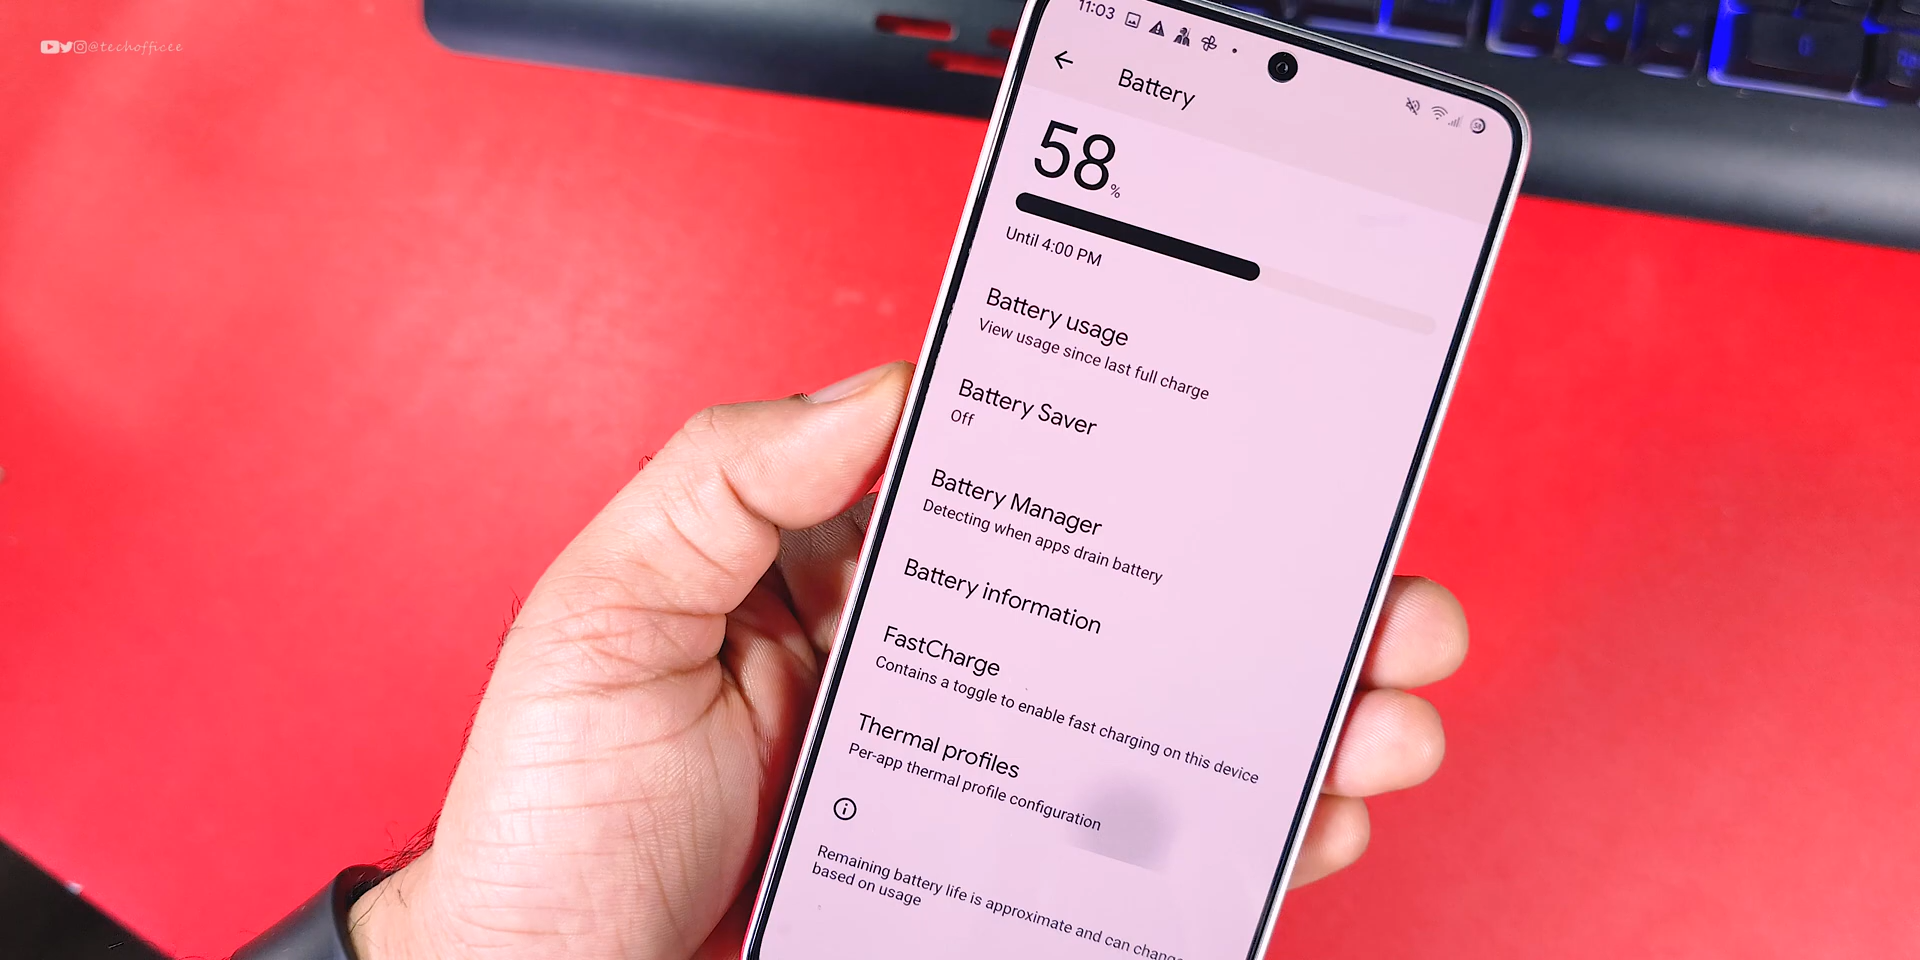 @techofficee
11:03
Battery
58%
Until 4:00 PM
Battery usage
View usage since last full charge
Battery Saver
Off
Battery Manager
Detecting when apps drain battery
Battery information
FastCharge
Contains a toggle to enable fast charging on this device
Thermal profiles
Per-app thermal profile configuration
Remaining battery life is approximate and can change
based on usage